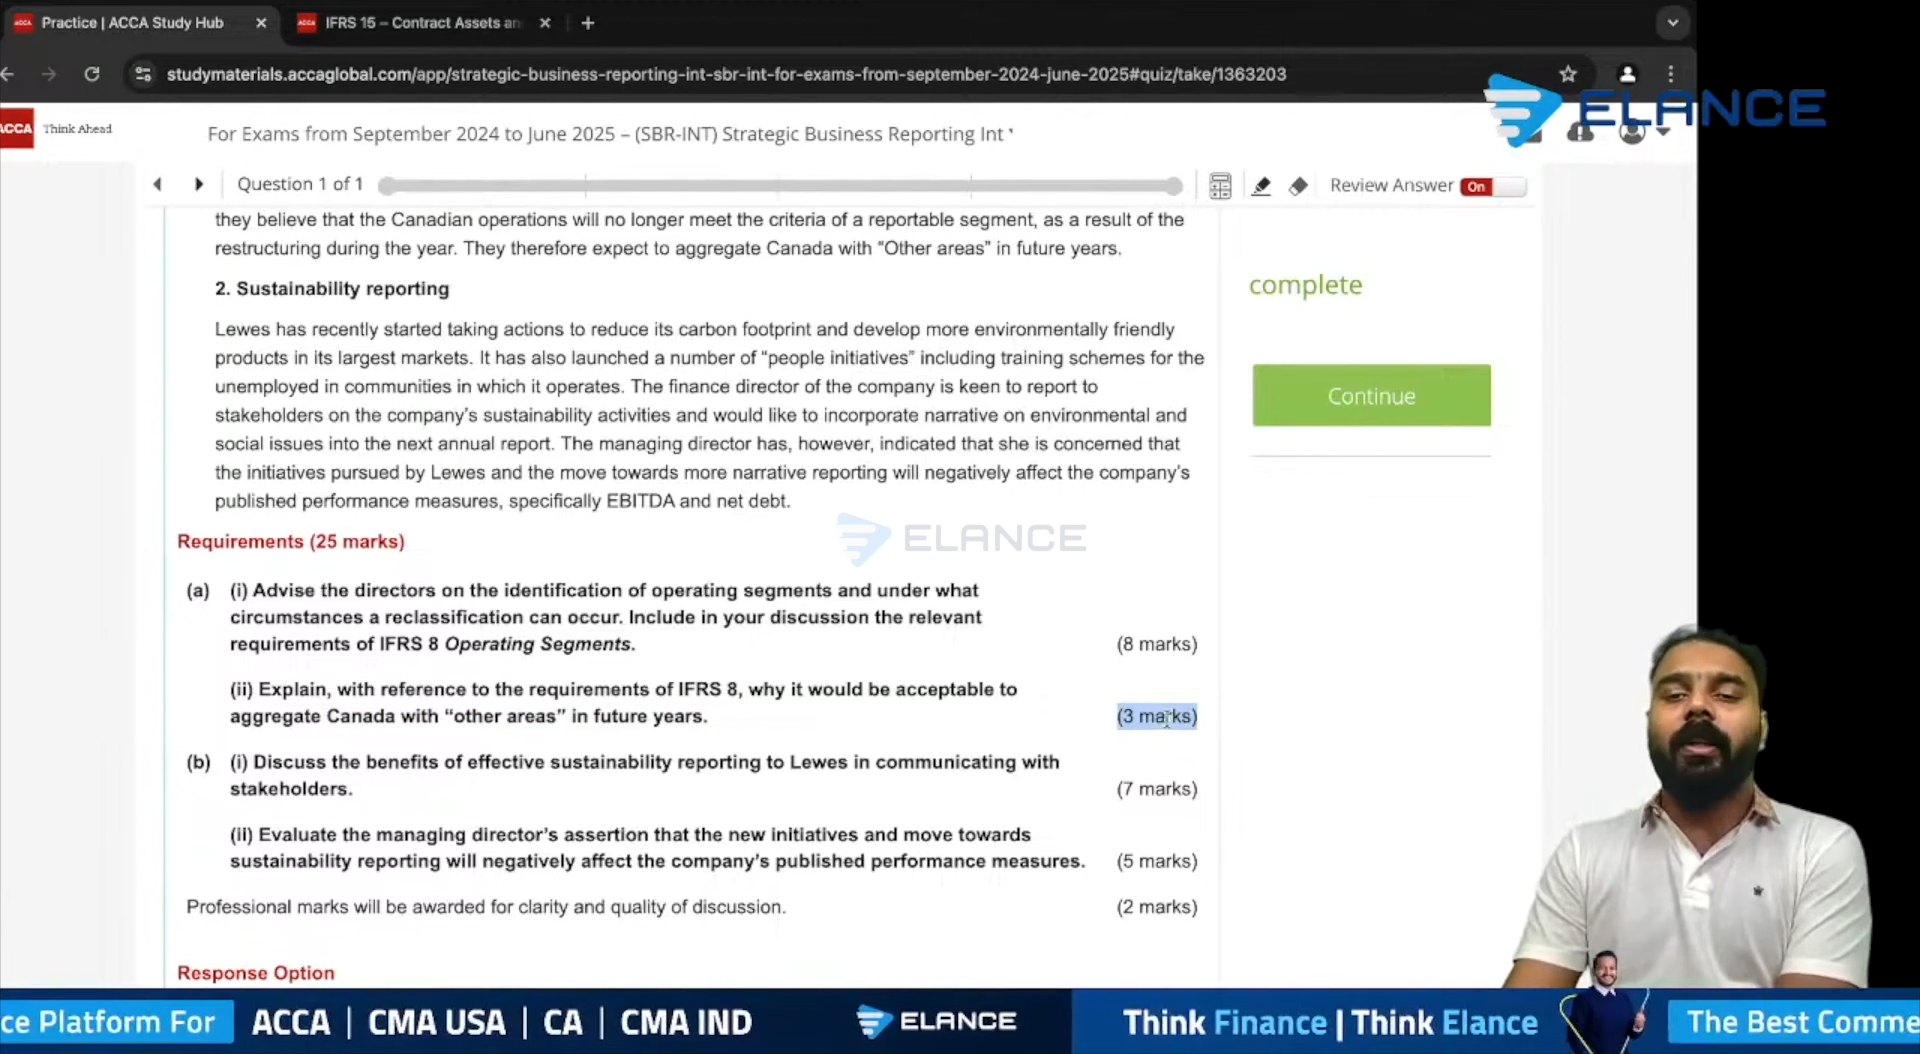 ACCA Practice | ACCA Study Hub
ACCA IFRS 15 – Contract Assets an
studymaterials.accaglobal.com/app/strategic-business-reporting-int-sbr-int-for-exams-from-september-2024-june-2025#quiz/take/1363203
ELANCE
ACCA Think Ahead
For Exams from September 2024 to June 2025 – (SBR-INT) Strategic Business Reporting Int
Question 1 of 1
Review Answer On
they believe that the Canadian operations will no longer meet the criteria of a reportable segment, as a result of the
restructuring during the year. They therefore expect to aggregate Canada with “Other areas” in future years.
2. Sustainability reporting
Lewes has recently started taking actions to reduce its carbon footprint and develop more environmentally friendly
products in its largest markets. It has also launched a number of “people initiatives” including training schemes for the
unemployed in communities in which it operates. The finance director of the company is keen to report to
stakeholders on the company’s sustainability activities and would like to incorporate narrative on environmental and
social issues into the next annual report. The managing director has, however, indicated that she is concerned that
the initiatives pursued by Lewes and the move towards more narrative reporting will negatively affect the company’s
published performance measures, specifically EBITDA and net debt.
complete
Continue
ELANCE
Requirements (25 marks)
(a) (i) Advise the directors on the identification of operating segments and under what
circumstances a reclassification can occur. Include in your discussion the relevant
requirements of IFRS 8 Operating Segments. (8 marks)
(ii) Explain, with reference to the requirements of IFRS 8, why it would be acceptable to
aggregate Canada with “other areas” in future years. (3 marks)
(b) (i) Discuss the benefits of effective sustainability reporting to Lewes in communicating with
stakeholders. (7 marks)
(ii) Evaluate the managing director’s assertion that the new initiatives and move towards
sustainability reporting will negatively affect the company’s published performance measures. (5 marks)
Professional marks will be awarded for clarity and quality of discussion. (2 marks)
Response Option
ce Platform For ACCA | CMA USA | CA | CMA IND ELANCE Think Finance | Think Elance The Best Comme